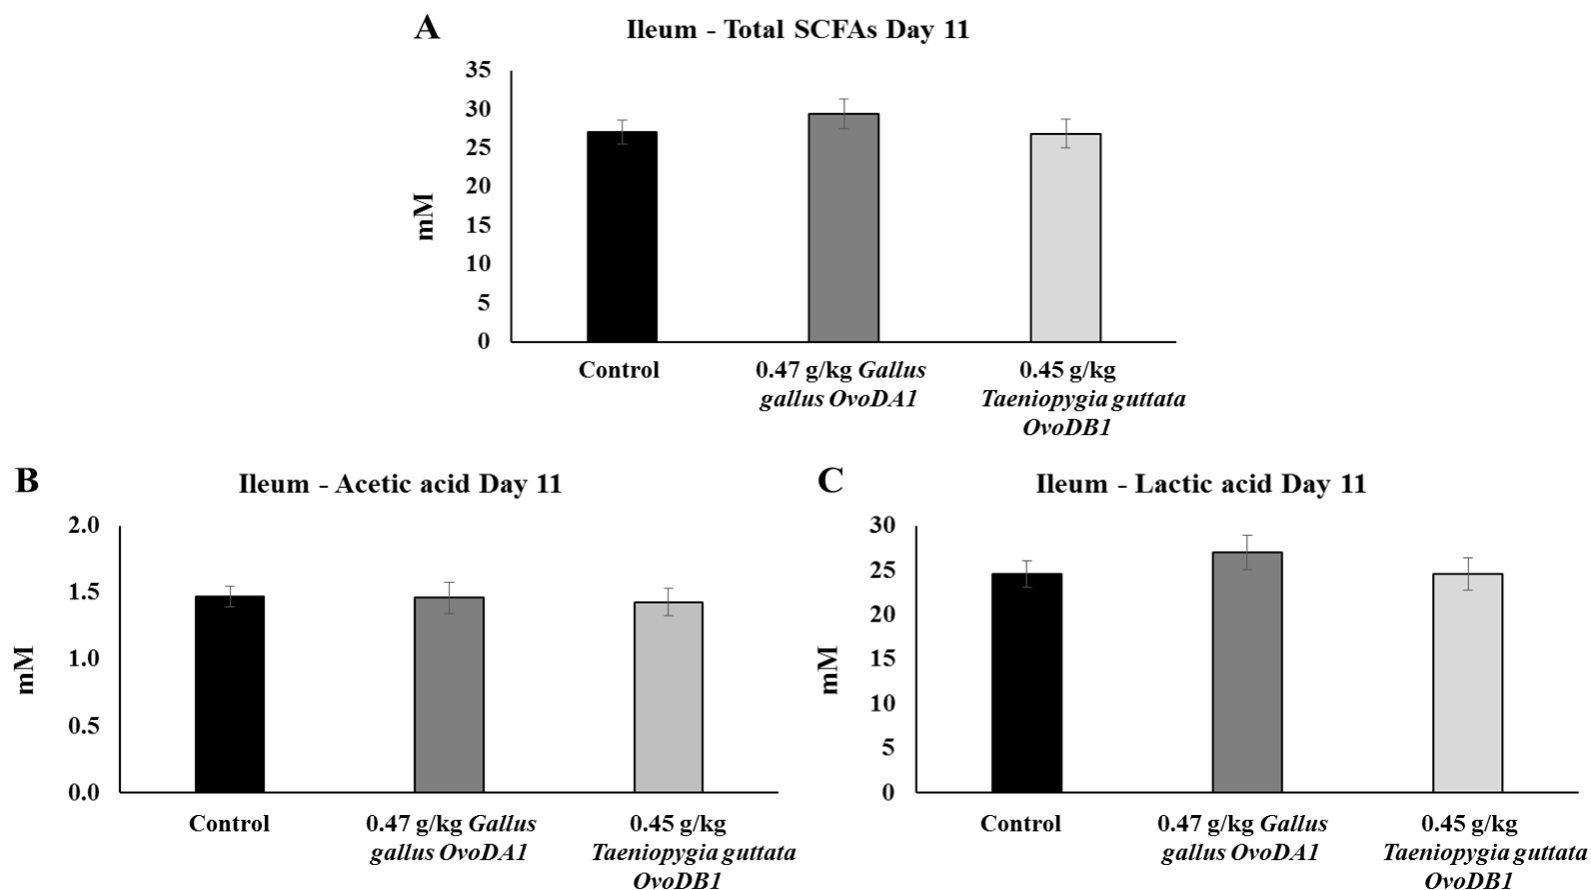 A
Ileum - Total SCFAs Day 11
35
30
25
20
15
10
5
0
mM
Control
0.47 g/kg Gallus
gallus OvoDA1
0.45 g/kg
Taeniopygia guttata
OvoDB1
B
Ileum - Acetic acid Day 11
2.0
1.5
1.0
0.5
0.0
mM
Control
0.47 g/kg Gallus
gallus OvoDA1
0.45 g/kg
Taeniopygia guttata
OvoDB1
C
Ileum - Lactic acid Day 11
30
25
20
15
10
5
0
mM
Control
0.47 g/kg Gallus
gallus OvoDA1
0.45 g/kg
Taeniopygia guttata
OvoDB1